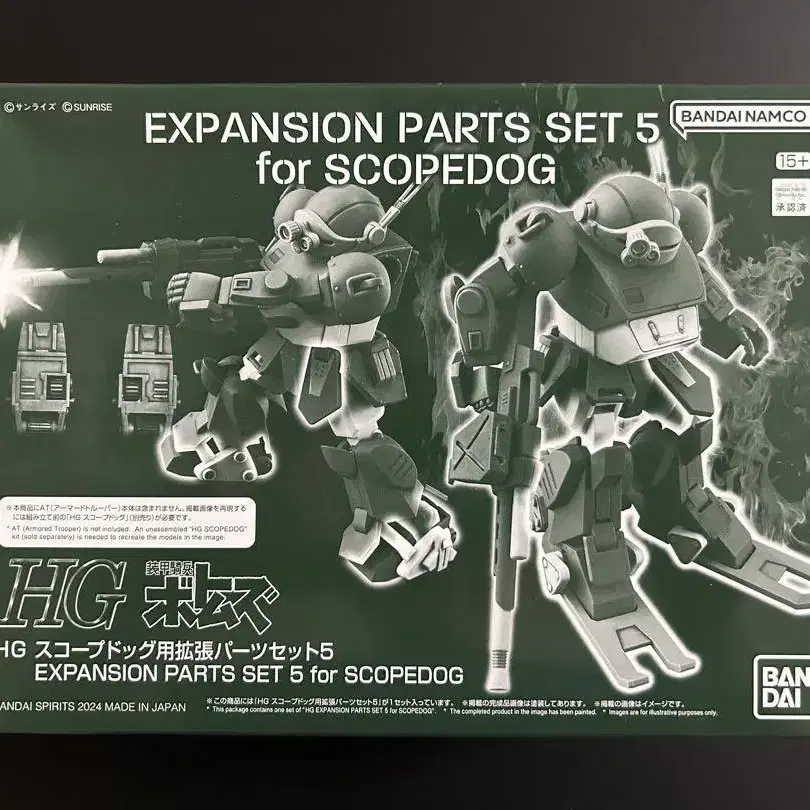 ©サンライズ ©SUNRISE
EXPANSION PARTS SET 5
for SCOPEDOG
BANDAI NAMCO
15+
承認済
※本商品にAT(アーマードトルーパー)本体は含まれません。掲載画像を再現する
には組み立て前の「HG スコープドッグ」(別売り)が必要です。
* AT (Armored Trooper) is not included. An unassembled "HG SCOPEDOG"
kit (sold separately) is needed to recreate the models in the image.
HG 装甲騎兵
ボトムズ
HG スコープドッグ用拡張パーツセット5
EXPANSION PARTS SET 5 for SCOPEDOG
ANDAI SPIRITS 2024 MADE IN JAPAN
※この商品には「HG スコープドッグ用拡張パーツセット5」が1セット入っています。 ※掲載の完成品画像は塗装してあります。 ※掲載の画像はイメージです。
* This package contains one set of "HG EXPANSION PARTS SET 5 for SCOPEDOG". * The completed product in the image has been painted. * Images are for illustrative purposes only.
BAN
DAI